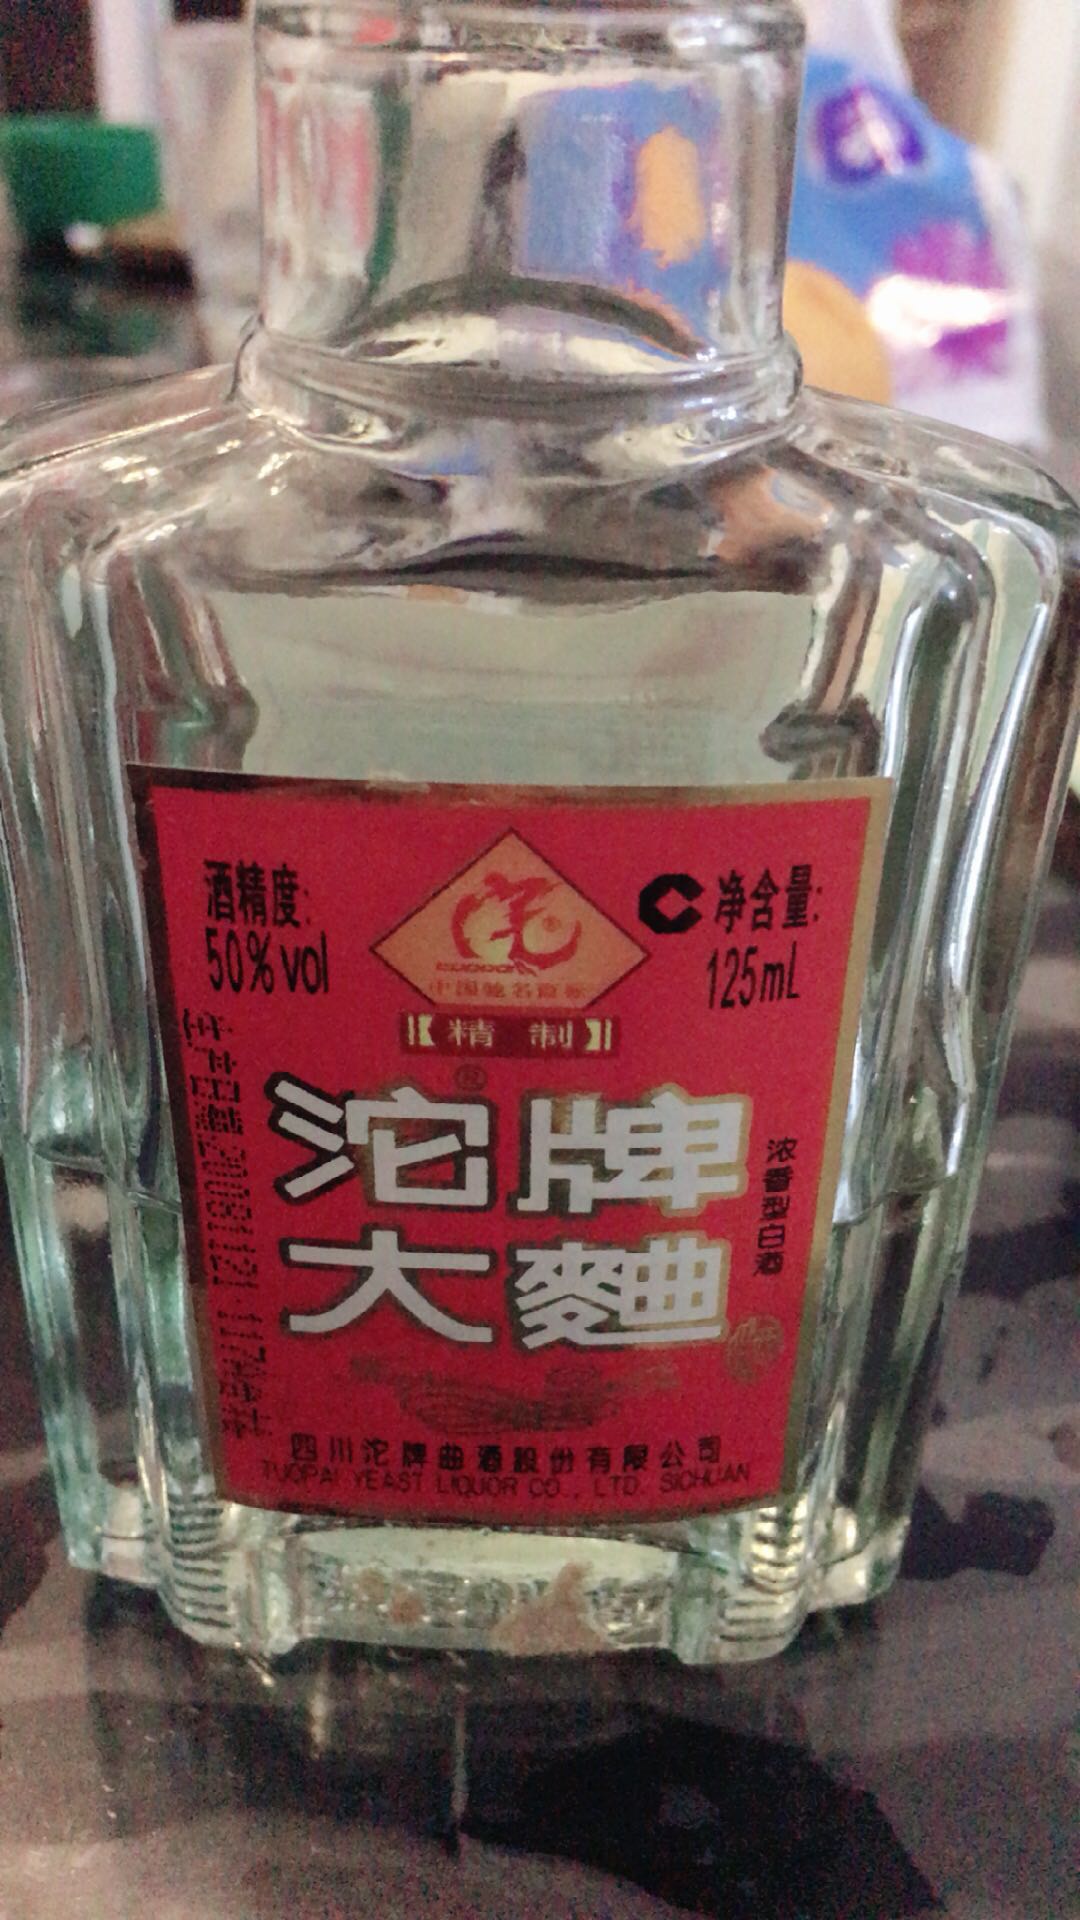 酒精度:
50%vol
净含量:
125mL
中国驰名商标
精 制
®
沱牌
大麯
浓香型白酒
四川沱牌曲酒股份有限公司
TUOPAI YEAST LIQUOR CO., LTD. SICHUAN